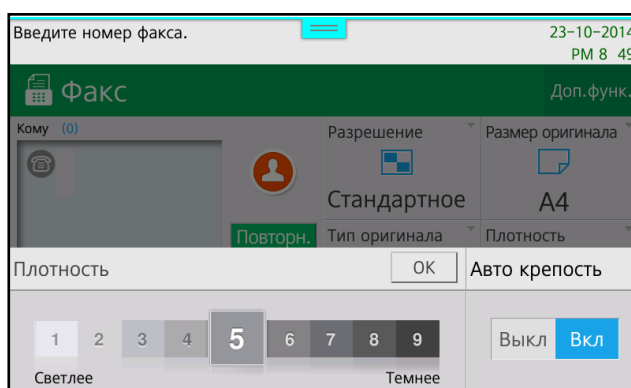 Введите номер факса.
23-10-2014
PM 8 49
Факс
Доп.функ.
Кому (0)
Разрешение
Размер оригинала
Стандартное
A4
Повторн.
Тип оригинала
Плотность
Плотность
OK
Авто крепость
1 2 3 4 5 6 7 8 9
Выкл Вкл
Светлее
Темнее